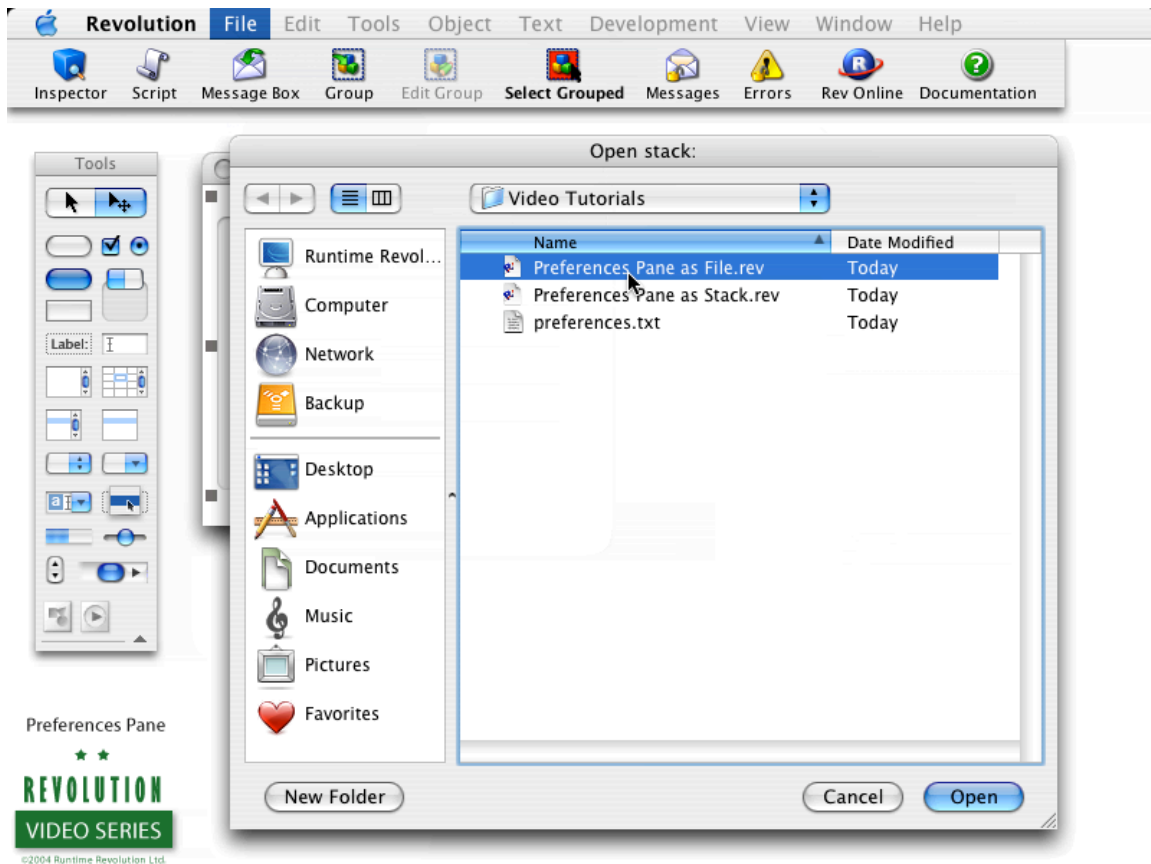 Revolution File Edit Tools Object Text Development View Window Help
Inspector Script Message Box Group Edit Group Select Grouped Messages Errors Rev Online Documentation
Tools
Label:
Open stack:
Video Tutorials
Name Date Modified
Runtime Revol...
Computer
Network
Backup
Desktop
Applications
Documents
Music
Pictures
Favorites
Preferences Pane as File.rev Today
Preferences Pane as Stack.rev Today
preferences.txt Today
New Folder Cancel Open
Preferences Pane
REVOLUTION
VIDEO SERIES
©2004 Runtime Revolution Ltd.